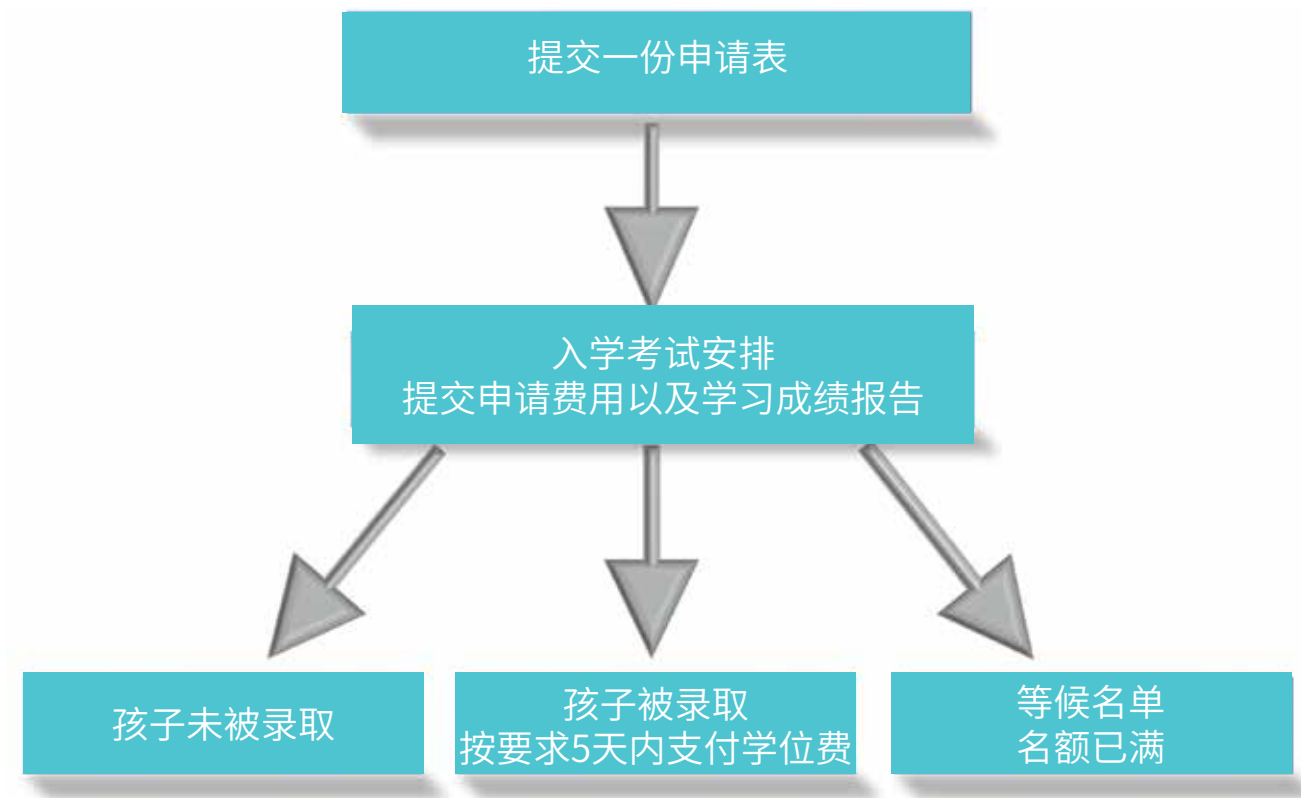 提交一份申请表
入学考试安排
提交申请费用以及学习成绩报告
孩子未被录取
孩子被录取
按要求5天内支付学位费
等候名单
名额已满